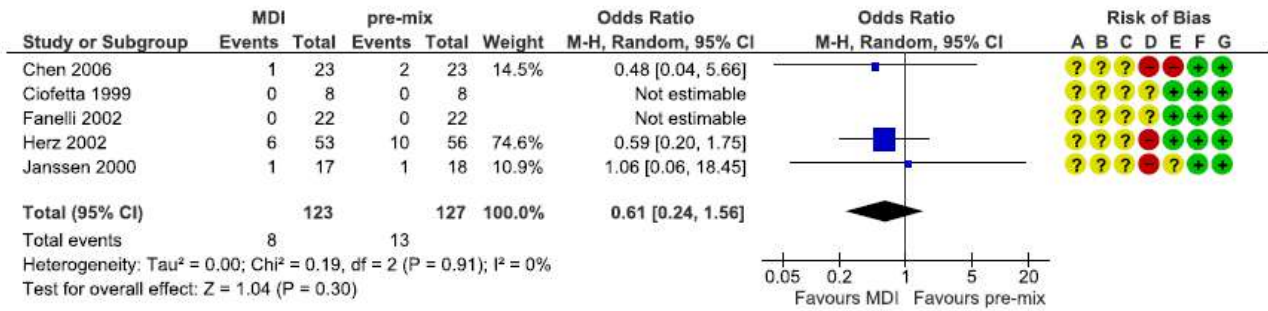 MDI pre-mix Odds Ratio Odds Ratio Risk of Bias
Study or Subgroup Events Total Events Total Weight M-H, Random, 95% CI M-H, Random, 95% CI A B C D E F G
Chen 2006 1 23 2 23 14.5% 0.48 [0.04, 5.66] ? ? ? - - + +
Ciofetta 1999 0 8 0 8 Not estimable ? ? ? ? + + +
Fanelli 2002 0 22 0 22 Not estimable ? ? ? ? + + +
Herz 2002 6 53 10 56 74.6% 0.59 [0.20, 1.75] ? ? ? - + + +
Janssen 2000 1 17 1 18 10.9% 1.06 [0.06, 18.45] ? ? ? - ? + +
Total (95% CI) 123 127 100.0% 0.61 [0.24, 1.56]
Total events 8 13
Heterogeneity: Tau² = 0.00; Chi² = 0.19, df = 2 (P = 0.91); I² = 0%
Test for overall effect: Z = 1.04 (P = 0.30)
0.05 0.2 1 5 20
Favours MDI Favours pre-mix